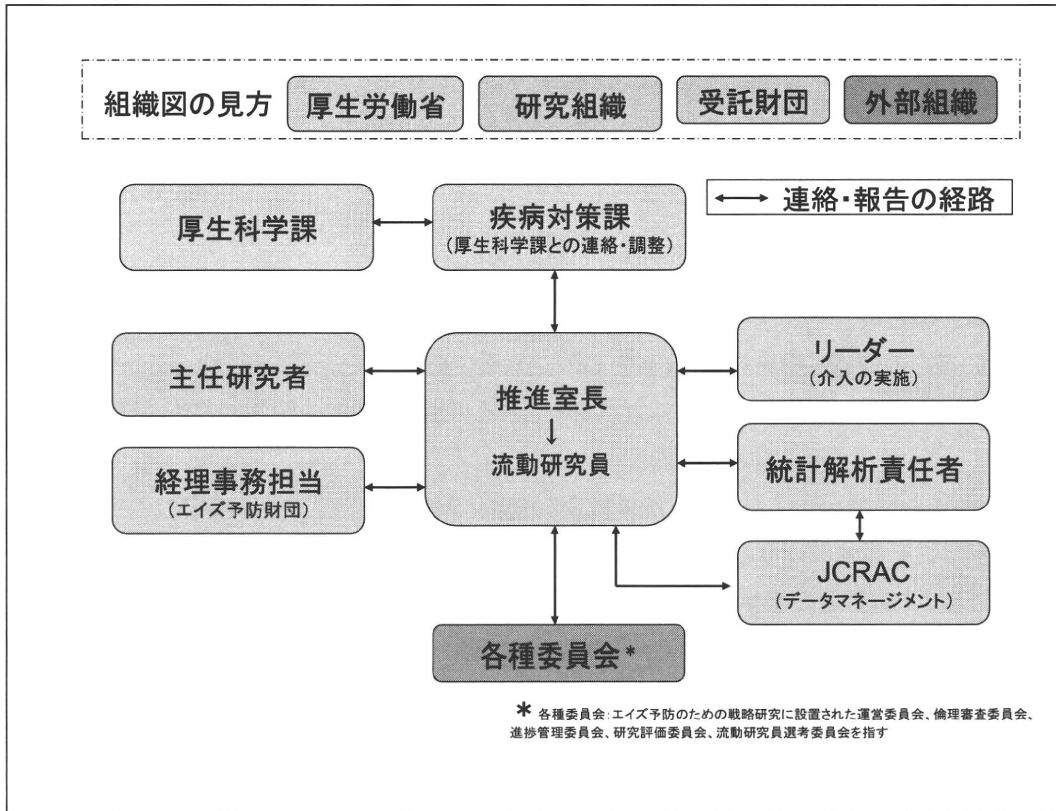 組織図の見方 厚生労働省 研究組織 受託財団 外部組織
連絡・報告の経路
厚生科学課
疾病対策課
(厚生科学課との連絡・調整)
主任研究者
推進室長
流動研究員
リーダー
(介入の実施)
経理事務担当
(エイズ予防財団)
統計解析責任者
JCRAC
(データマネージメント)
各種委員会*
* 各種委員会:エイズ予防のための戦略研究に設置された運営委員会、倫理審査委員会、
進捗管理委員会、研究評価委員会、流動研究員選考委員会を指す